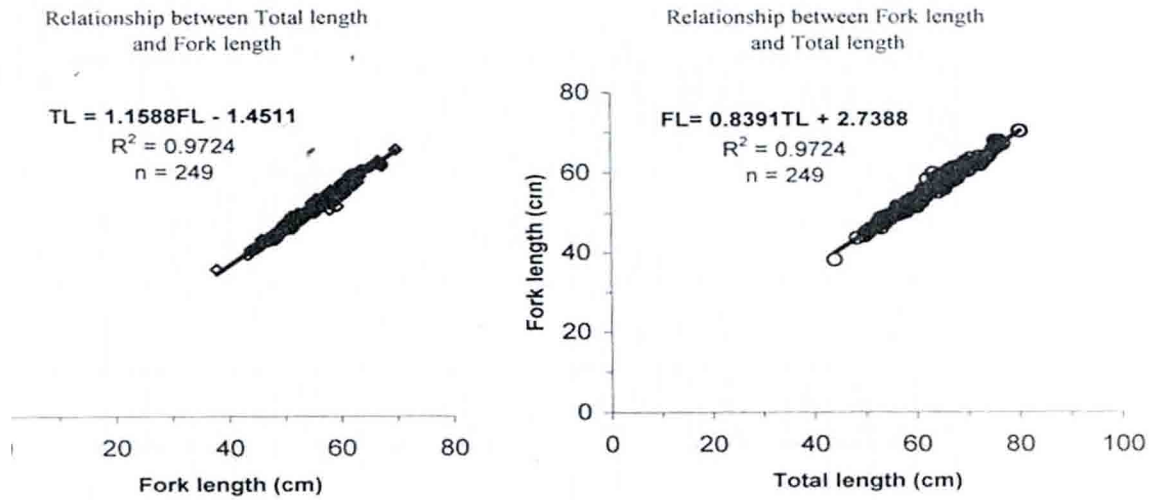 Relationship between Total length
and Fork length
TL = 1.1588FL - 1.4511
R² = 0.9724
n = 249
20
40
60
80
Fork length (cm)
Relationship between Fork length
and Total length
FL= 0.8391TL + 2.7388
R² = 0.9724
n = 249
80
60
40
20
0
Fork length (cm)
0
20
40
60
80
100
Total length (cm)